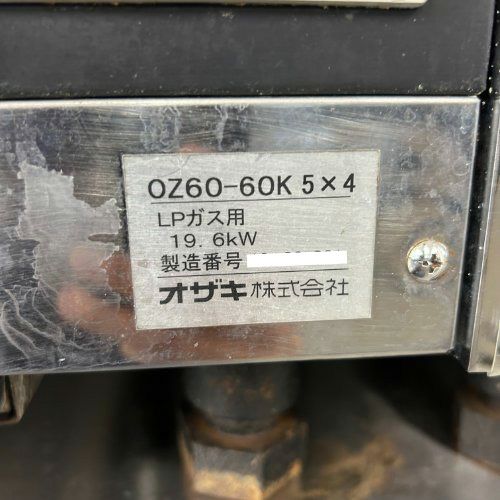 OZ60-60K 5×4
LPガス用
19.6kW
製造番号
オザキ株式会社